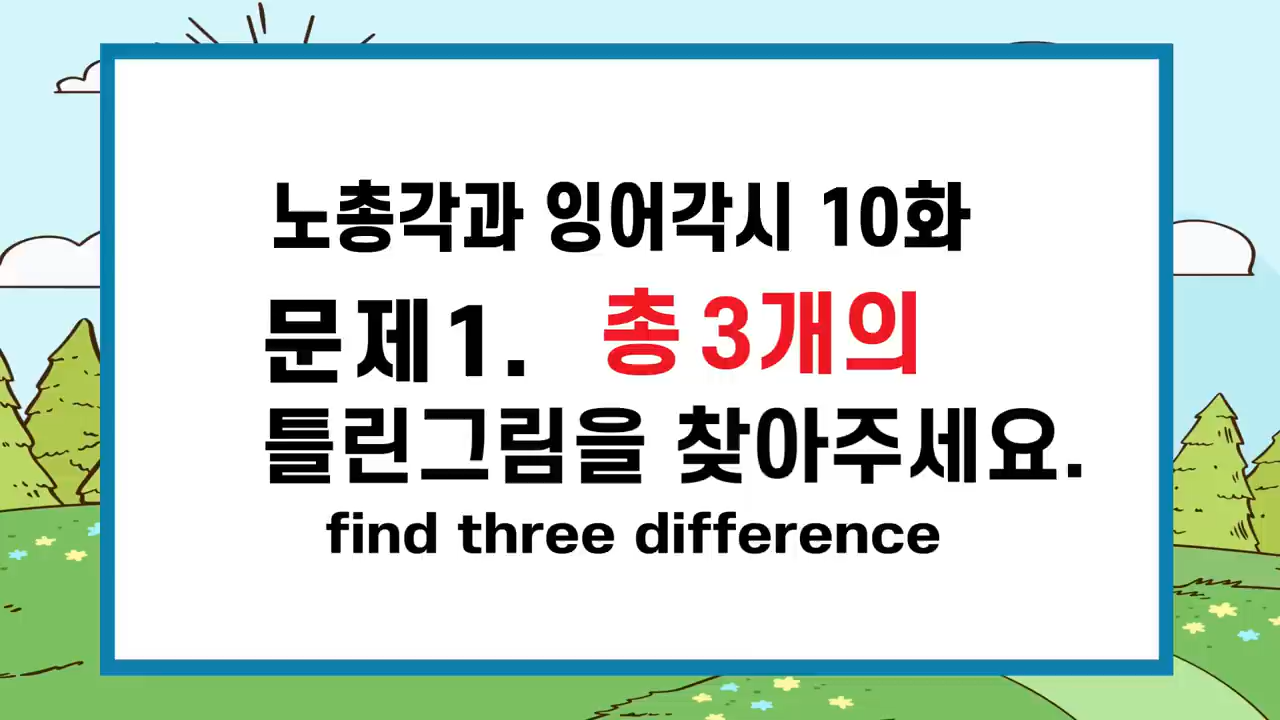 노총각과 잉어각시 10화
문제1. 총 3개의
틀린그림을 찾아주세요.
find three difference